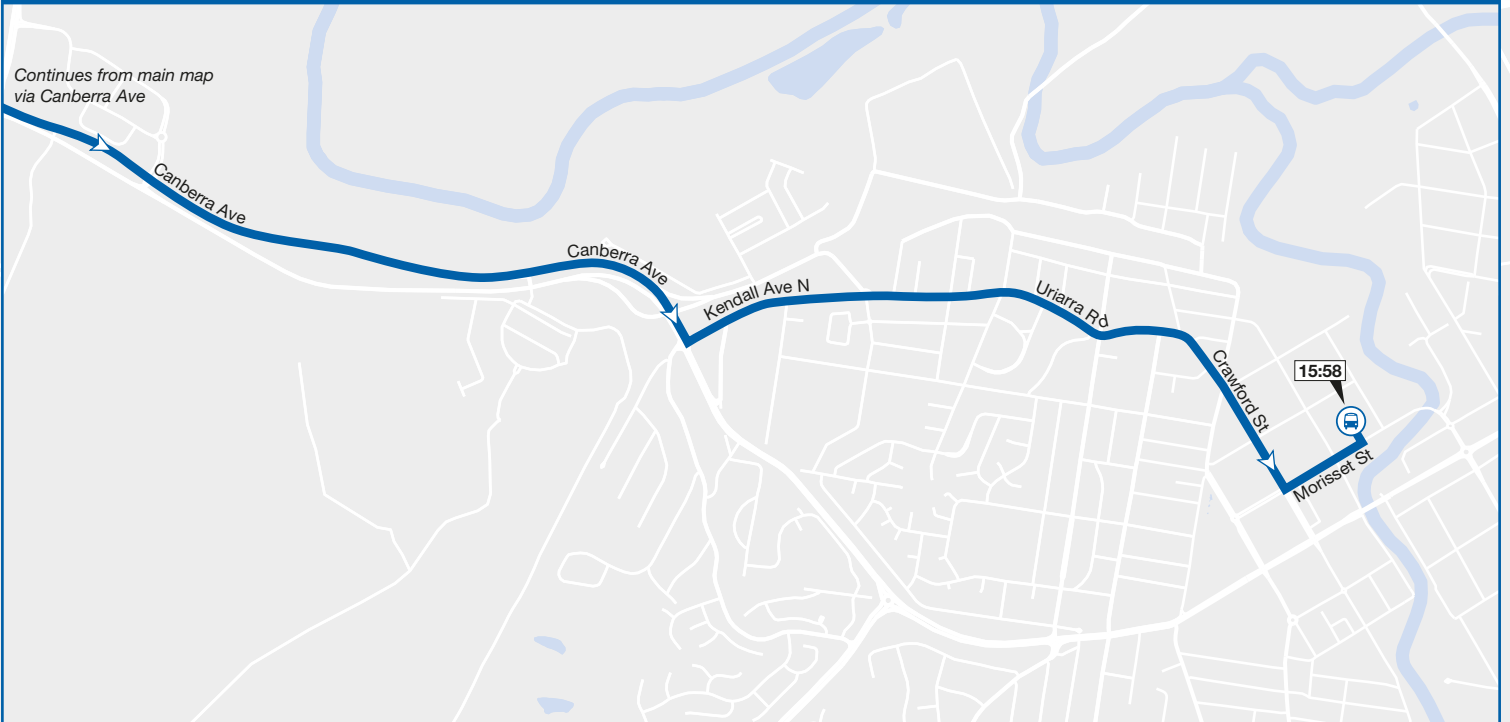 Continues from main map
via Canberra Ave
Canberra Ave
Canberra Ave
Kendall Ave N
Uriarra Rd
Crawford St
15:58
Morisset St